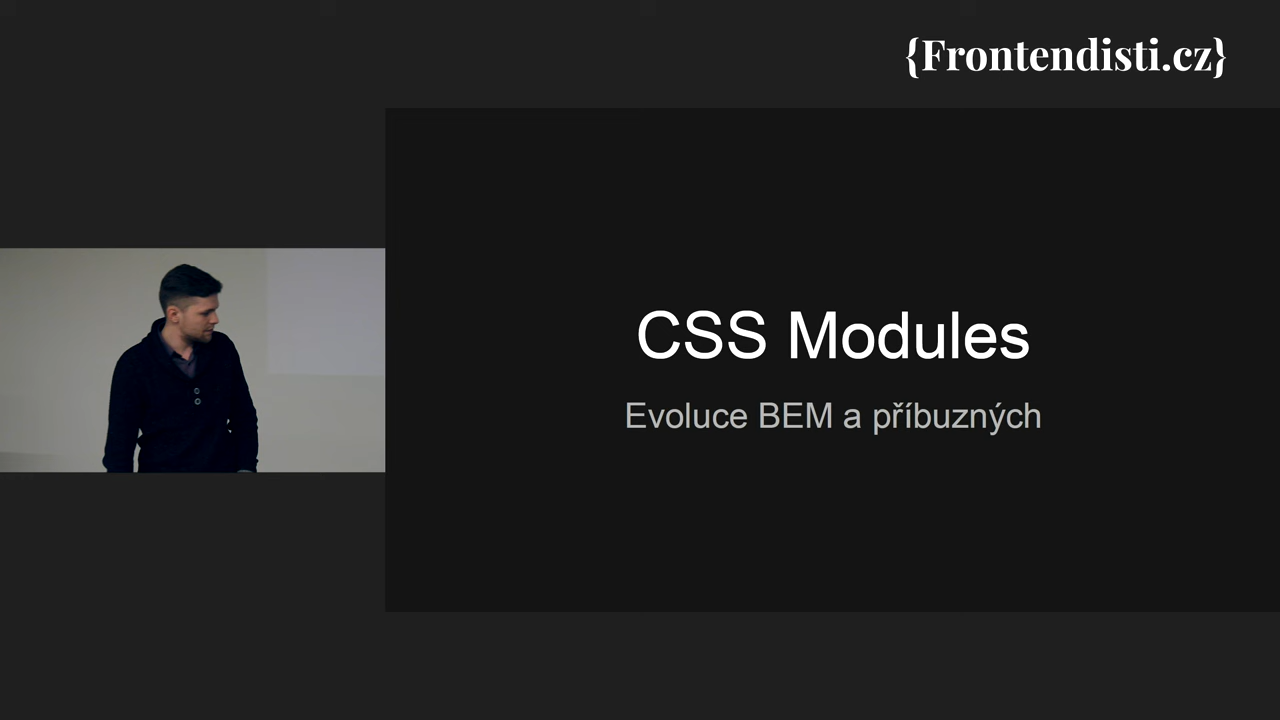 {Frontendisti.cz}
CSS Modules
Evoluce BEM a příbuzných